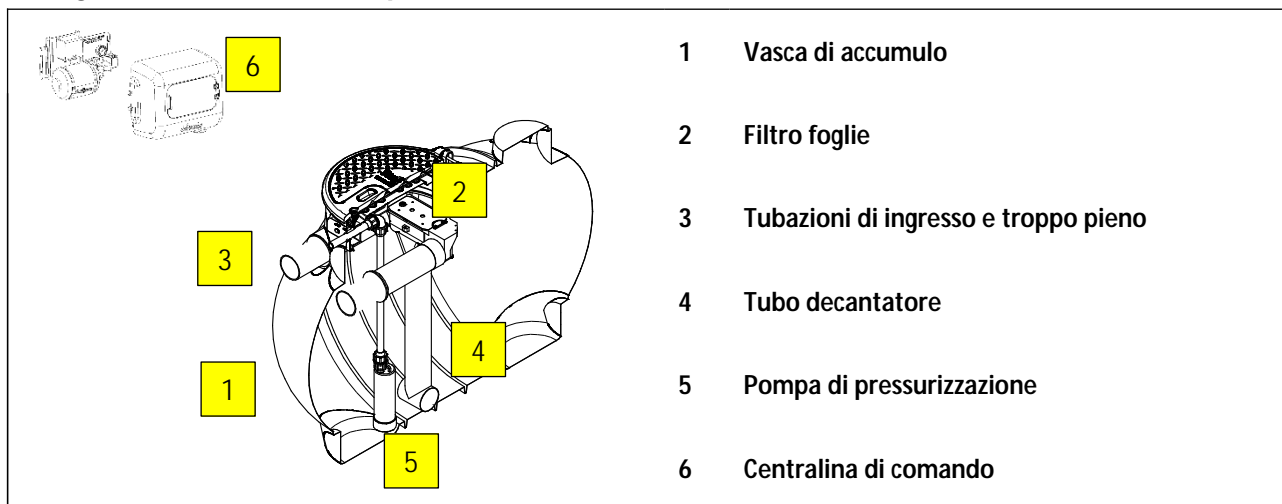 6
2
3
4
1
5
1 Vasca di accumulo
2 Filtro foglie
3 Tubazioni di ingresso e troppo pieno
4 Tubo decantatore
5 Pompa di pressurizzazione
6 Centralina di comando